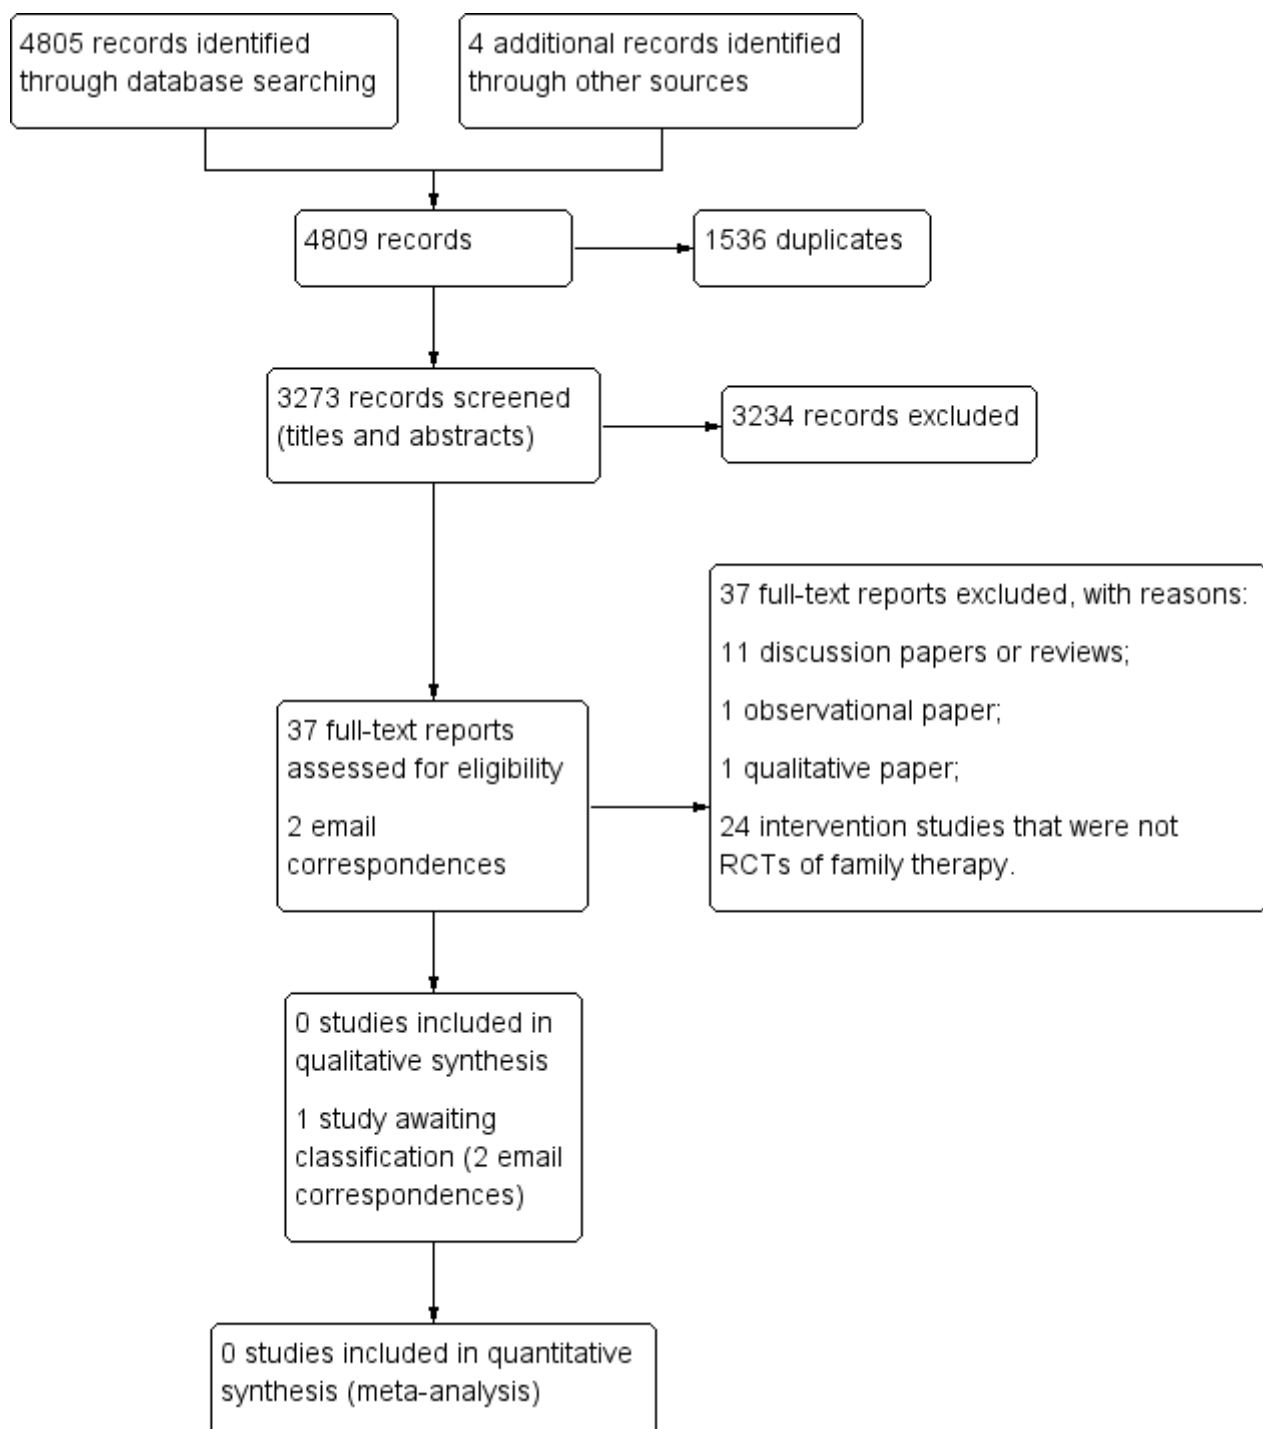 4805 records identified
through database searching
4 additional records identified
through other sources
4809 records
1536 duplicates
3273 records screened
(titles and abstracts)
3234 records excluded
37 full-text reports
assessed for eligibility
2 email
correspondences
37 full-text reports excluded, with reasons:
11 discussion papers or reviews;
1 observational paper;
1 qualitative paper;
24 intervention studies that were not
RCTs of family therapy.
0 studies included in
qualitative synthesis
1 study awaiting
classification (2 email
correspondences)
0 studies included in quantitative
synthesis (meta-analysis)